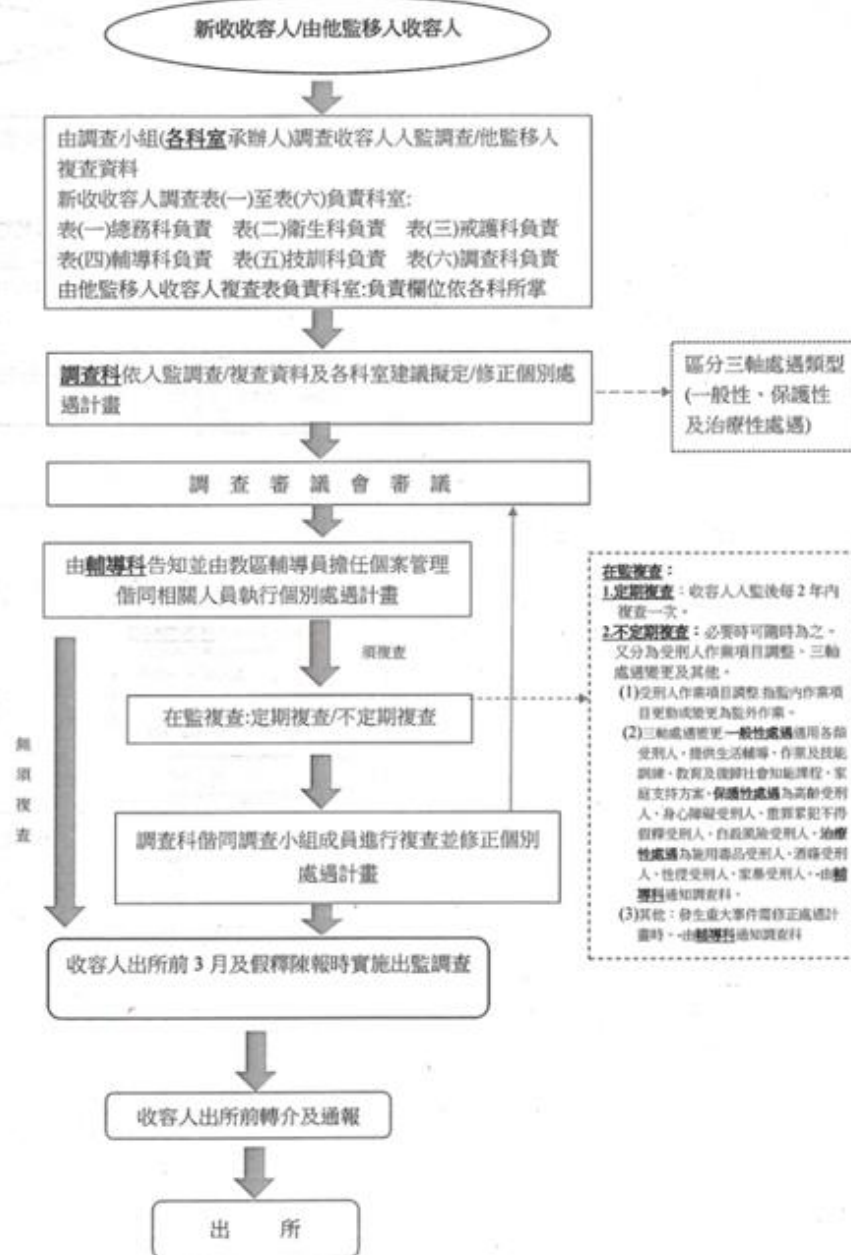 新收收容人/由他監移入收容人
由調查小組(各科室承辦人)調查收容人入監調查/他監移入
複查資料
新收收容人調查表(一)至表(六)負責科室:
表(一)總務科負責 表(二)衛生科負責 表(三)戒護科負責
表(四)輔導科負責 表(五)技訓科負責 表(六)調查科負責
由他監移入收容人複查表負責科室:負責欄位依各科所掌
調查科依入監調查/複查資料及各科室建議擬定/修正個別處
遇計畫
區分三軸處遇類型
(一般性、保護性
及治療性處遇)
調查審議會審議
由輔導科告知並由教區輔導員擔任個案管理
偕同相關人員執行個別處遇計畫
須複查
無須複查
在監複查:定期複查/不定期複查
調查科偕同調查小組成員進行複查並修正個別
處遇計畫
在監複查：
1.定期複查：收容人入監後每2年內
複查一次。
2.不定期複查：必要時可隨時為之。
又分為受刑人作業項目調整、三軸
處遇變更及其他。
(1)受刑人作業項目調整:指監內作業項
目更動或變更為監外作業。
(2)三軸處遇變更-一般性處遇適用各類
受刑人，提供生活輔導、作業及技能
訓練、教育及復歸社會知能課程、家
庭支持方案。保護性處遇為高齡受刑
人、身心障礙受刑人、重罪累犯不得
假釋受刑人、自殺風險受刑人。治療
性處遇為施用毒品受刑人、酒癮受刑
人、性侵受刑人、家暴受刑人。-由輔
導科通知調查科。
(3)其他：發生重大事件需修正處遇計
畫時。-由輔導科通知調查科
收容人出所前3月及假釋陳報時實施出監調查
收容人出所前轉介及通報
出 所